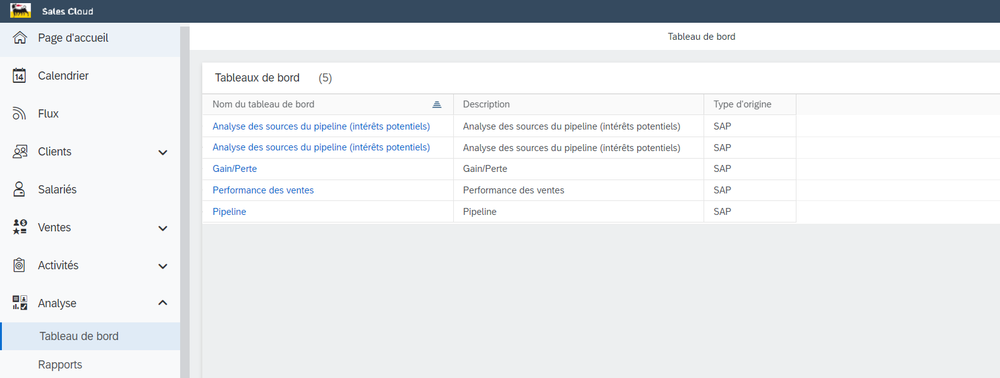 Sales Cloud
Page d'accueil
14
Calendrier
Flux
Clients
Salariés
Ventes
Activités
Analyse
Tableau de bord
Rapports
Tableau de bord
Tableaux de bord (5)
Nom du tableau de bord Description Type d'origine
Analyse des sources du pipeline (intérêts potentiels) Analyse des sources du pipeline (intérêts potentiels) SAP
Analyse des sources du pipeline (intérêts potentiels) Analyse des sources du pipeline (intérêts potentiels) SAP
Gain/Perte Gain/Perte SAP
Performance des ventes Performance des ventes SAP
Pipeline Pipeline SAP